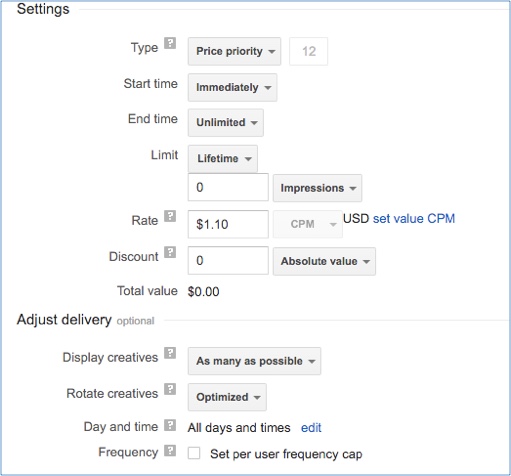 Settings
Type ? Price priority 12
Start time Immediately
End time Unlimited
Limit Lifetime
0 Impressions
Rate ? $1.10 CPM USD set value CPM
Discount ? 0 Absolute value
Total value $0.00
Adjust delivery optional
Display creatives ? As many as possible
Rotate creatives ? Optimized
Day and time ? All days and times edit
Frequency ? Set per user frequency cap